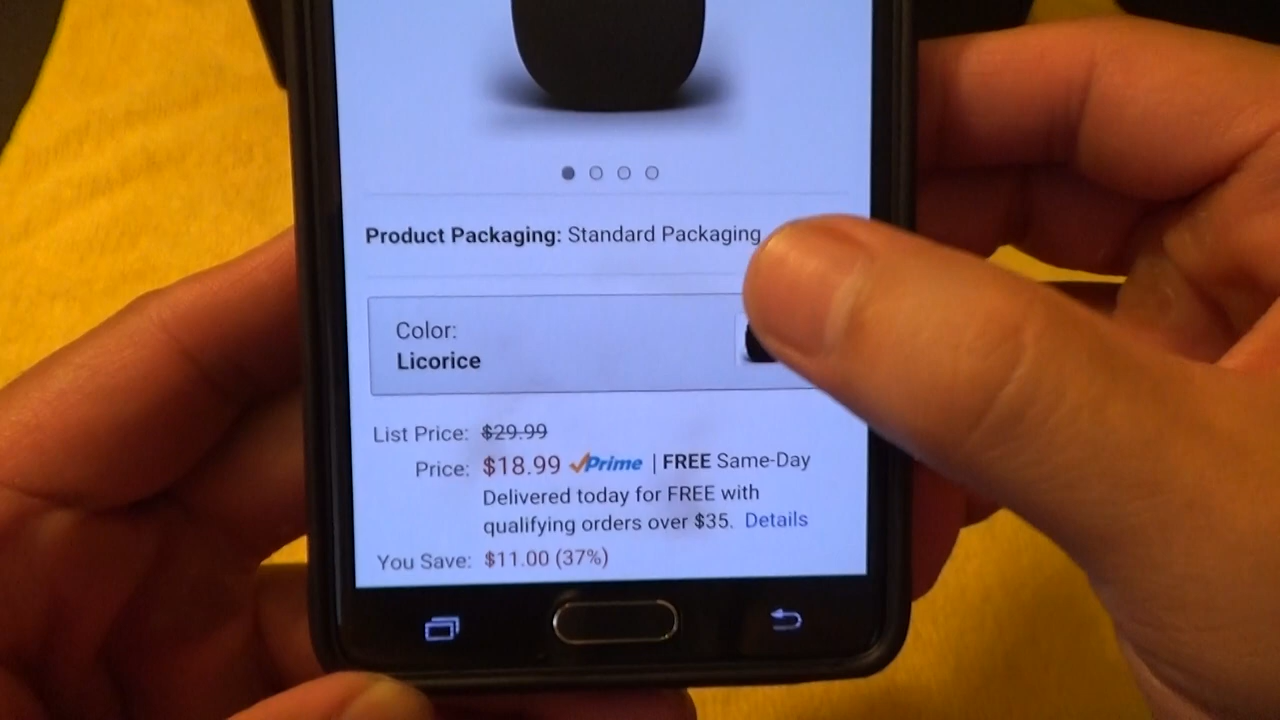 Product Packaging: Standard Packaging
Color:
Licorice
List Price: $29.99
Price: $18.99 Prime | FREE Same-Day
Delivered today for FREE with
qualifying orders over $35. Details
You Save: $11.00 (37%)